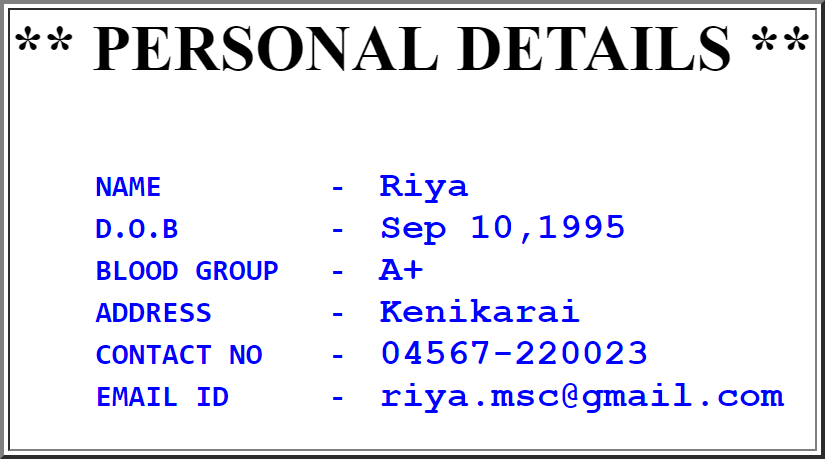 ** PERSONAL DETAILS **
NAME - Riya
D.O.B - Sep 10,1995
BLOOD GROUP - A+
ADDRESS - Kenikarai
CONTACT NO - 04567-220023
EMAIL ID - riya.msc@gmail.com